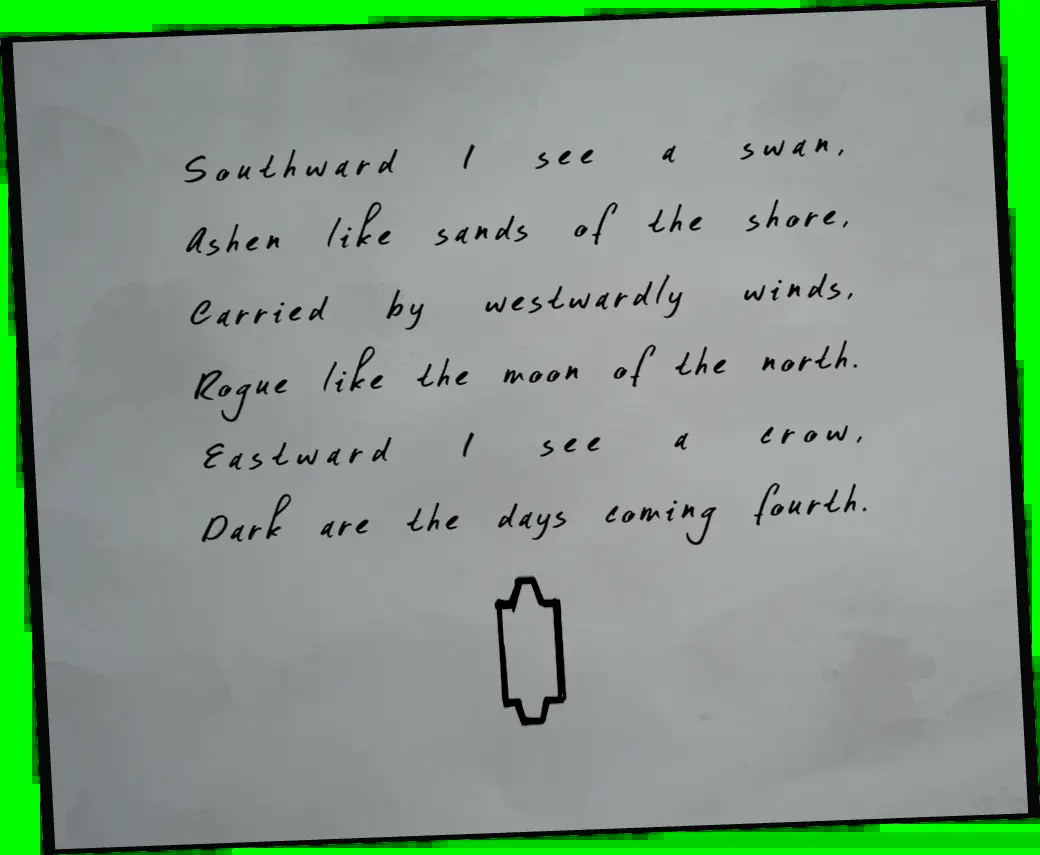 Southward I see a swan,
Ashen like sands of the shore,
Carried by westwardly winds,
Rogue like the moon of the north.
Eastward I see a crow,
Dark are the days coming fourth.